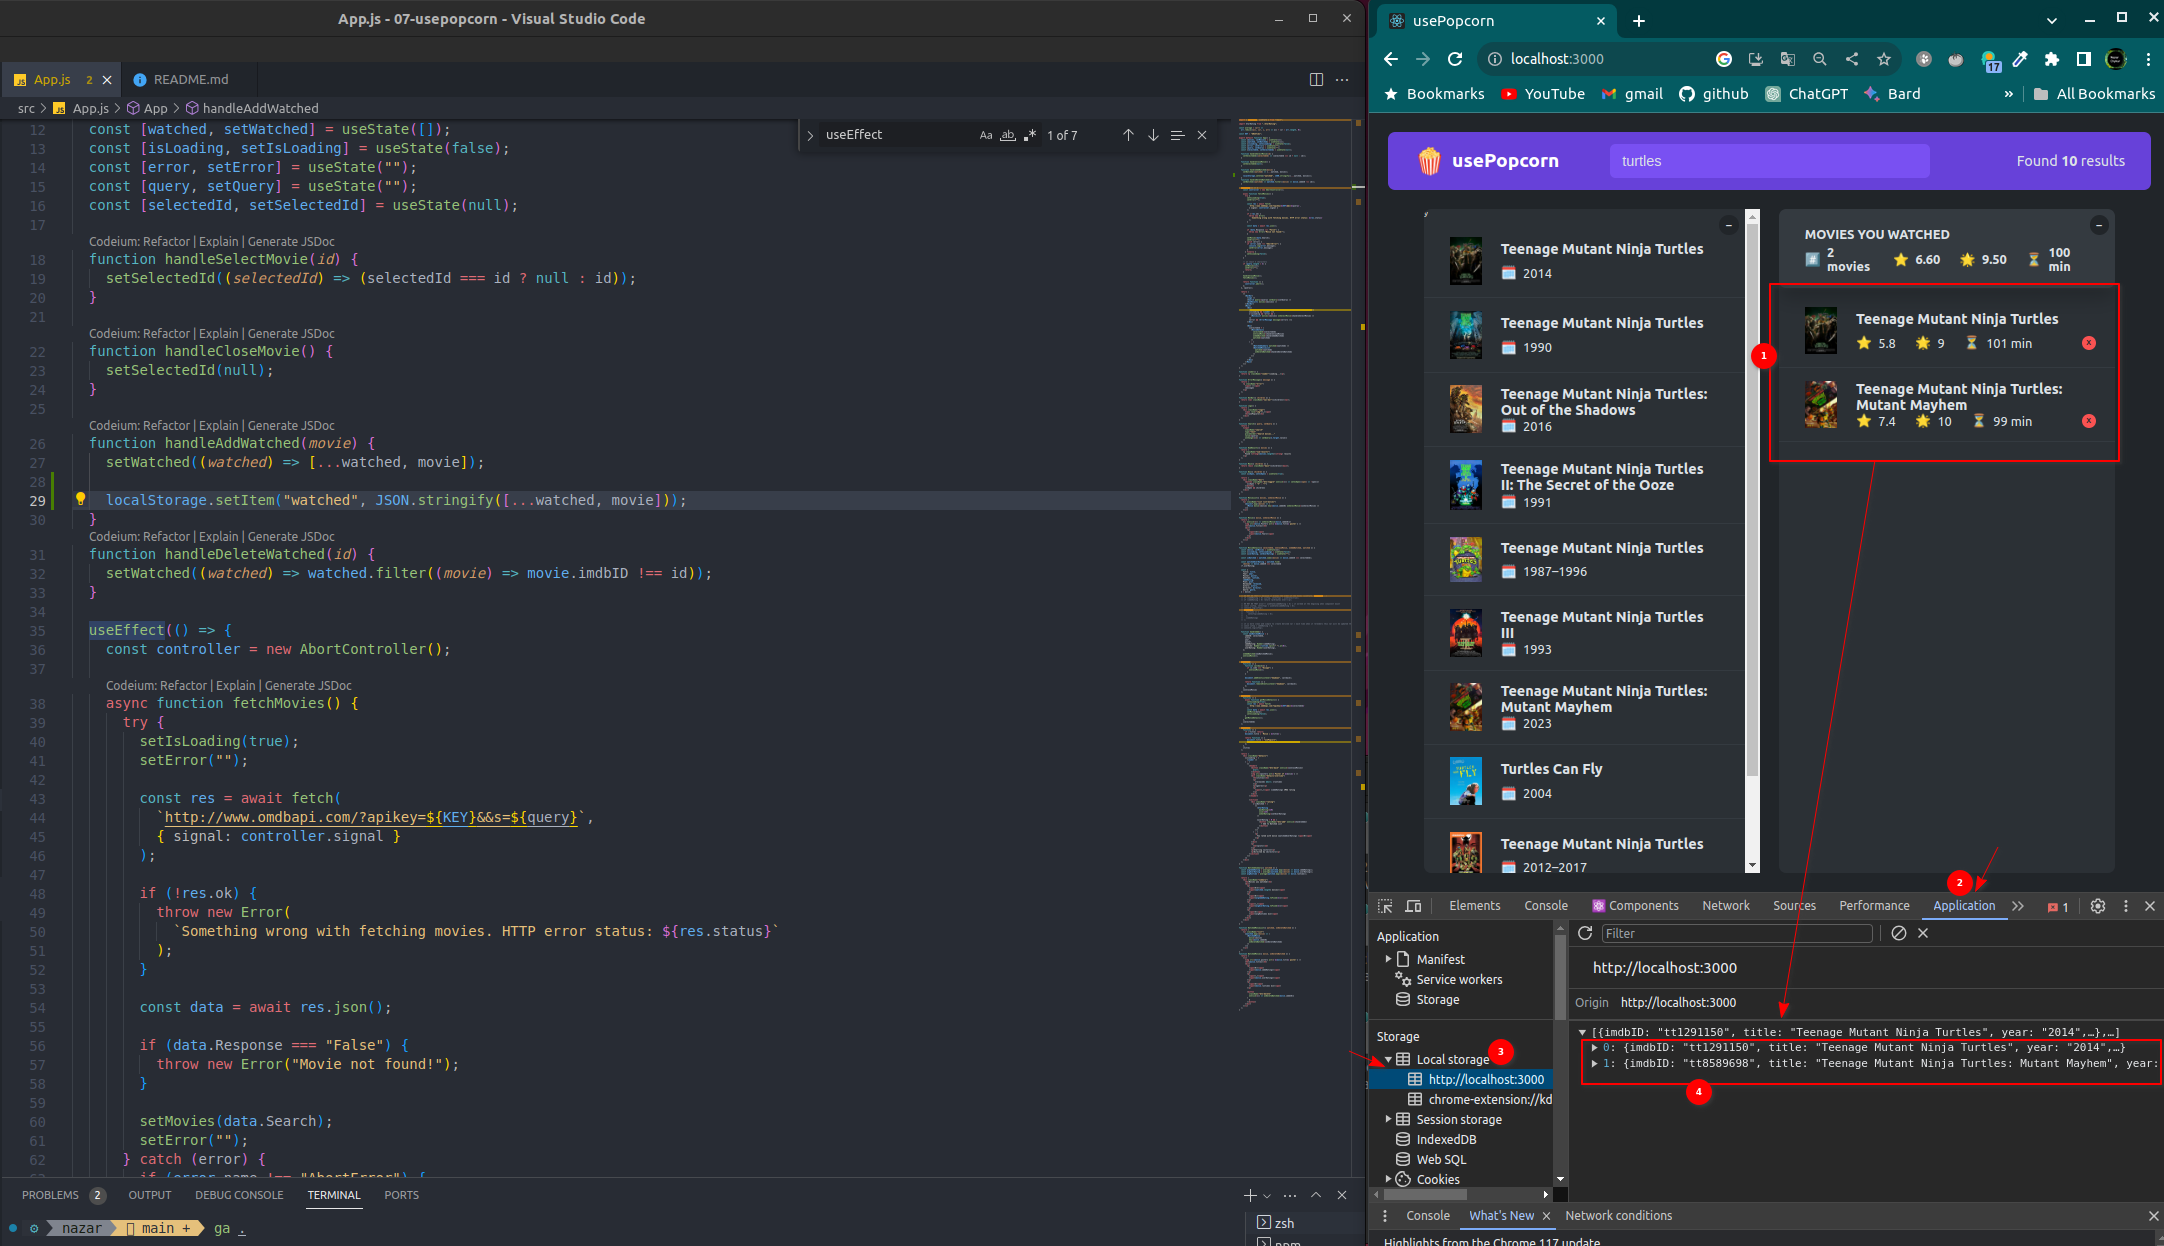 App.js - 07-usepopcorn - Visual Studio Code
App.js 2
README.md
src > App.js > App > handleAddWatched
useEffect
1 of 7
12 const [watched, setWatched] = useState([]);
13 const [isLoading, setIsLoading] = useState(false);
14 const [error, setError] = useState("");
15 const [query, setQuery] = useState("");
16 const [selectedId, setSelectedId] = useState(null);
17
Codeium: Refactor | Explain | Generate JSDoc
18 function handleSelectMovie(id) {
19 setSelectedId((selectedId) => (selectedId === id ? null : id));
20 }
21
Codeium: Refactor | Explain | Generate JSDoc
22 function handleCloseMovie() {
23 setSelectedId(null);
24 }
25
Codeium: Refactor | Explain | Generate JSDoc
26 function handleAddWatched(movie) {
27 setWatched((watched) => [...watched, movie]);
28
29 localStorage.setItem("watched", JSON.stringify([...watched, movie]));
30 }
Codeium: Refactor | Explain | Generate JSDoc
31 function handleDeleteWatched(id) {
32 setWatched((watched) => watched.filter((movie) => movie.imdbID !== id));
33 }
34
35 useEffect(() => {
36 const controller = new AbortController();
37
Codeium: Refactor | Explain | Generate JSDoc
38 async function fetchMovies() {
39 try {
40 setIsLoading(true);
41 setError("");
42
43 const res = await fetch(
44 `http://www.omdbapi.com/?apikey=${KEY}&&s=${query}`,
45 { signal: controller.signal }
46 );
47
48 if (!res.ok) {
49 throw new Error(
50 `Something wrong with fetching movies. HTTP error status: ${res.status}`
51 );
52 }
53
54 const data = await res.json();
55
56 if (data.Response === "False") {
57 throw new Error("Movie not found!");
58 }
59
60 setMovies(data.Search);
61 setError("");
62 } catch (error) {
if (error.name !== "AbortError") {
PROBLEMS 2 OUTPUT DEBUG CONSOLE TERMINAL PORTS
nazar main + ga .
zsh
npm
usePopcorn
localhost:3000
17
Bookmarks YouTube gmail github ChatGPT Bard » All Bookmarks
usePopcorn
turtles
Found 10 results
Teenage Mutant Ninja Turtles
2014
Teenage Mutant Ninja Turtles
1990
Teenage Mutant Ninja Turtles:
Out of the Shadows
2016
Teenage Mutant Ninja Turtles
II: The Secret of the Ooze
1991
Teenage Mutant Ninja Turtles
1987–1996
Teenage Mutant Ninja Turtles
III
1993
Teenage Mutant Ninja Turtles:
Mutant Mayhem
2023
Turtles Can Fly
2004
Teenage Mutant Ninja Turtles
2012–2017
MOVIES YOU WATCHED
2 movies 6.60 9.50 100 min
1
Teenage Mutant Ninja Turtles
5.8 9 101 min
Teenage Mutant Ninja Turtles:
Mutant Mayhem
7.4 10 99 min
2
Elements Console Components Network Sources Performance Application 1
Application
Manifest
Service workers
Storage
Storage
Local storage
3
http://localhost:3000
chrome-extension://kd
Session storage
IndexedDB
Web SQL
Cookies
Filter
http://localhost:3000
Origin http://localhost:3000
[{imdbID: "tt1291150", title: "Teenage Mutant Ninja Turtles", year: "2014",…},…]
0: {imdbID: "tt1291150", title: "Teenage Mutant Ninja Turtles", year: "2014",…}
1: {imdbID: "tt8589698", title: "Teenage Mutant Ninja Turtles: Mutant Mayhem", year:
4
Console What's New Network conditions
Highlights from the Chrome 117 update